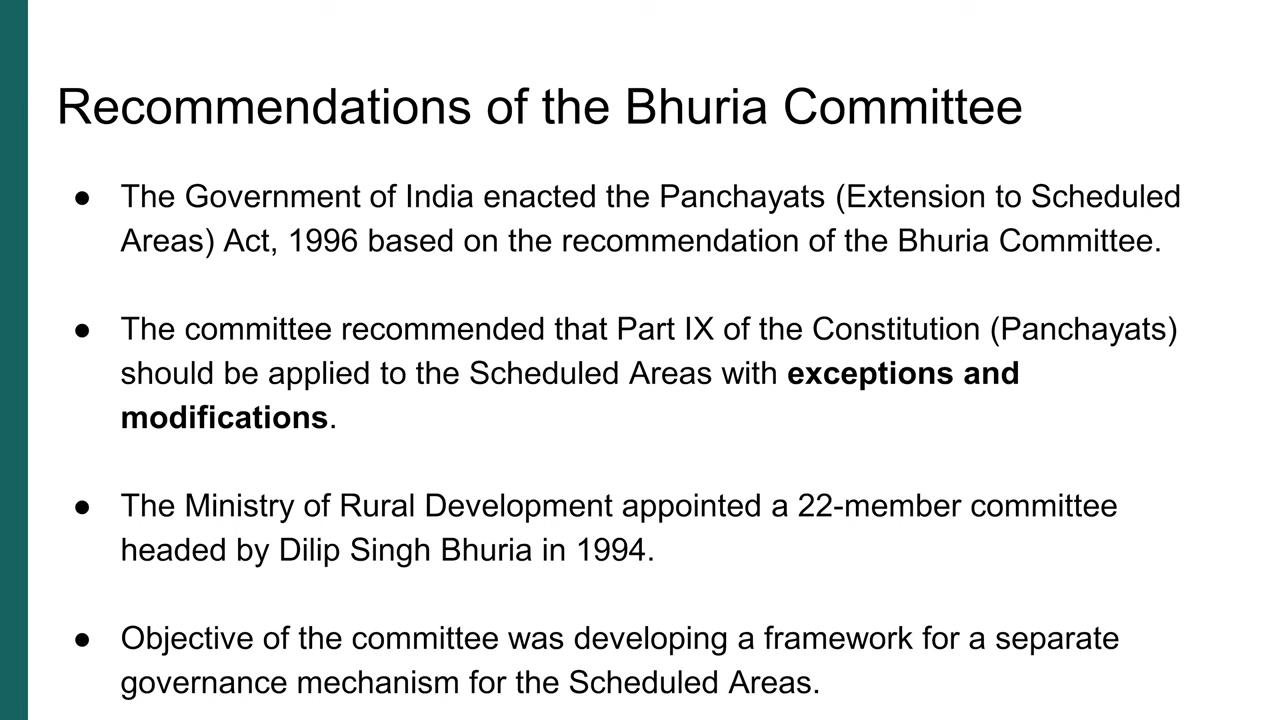 Recommendations of the Bhuria Committee
● The Government of India enacted the Panchayats (Extension to Scheduled
Areas) Act, 1996 based on the recommendation of the Bhuria Committee.
● The committee recommended that Part IX of the Constitution (Panchayats)
should be applied to the Scheduled Areas with exceptions and
modifications.
● The Ministry of Rural Development appointed a 22-member committee
headed by Dilip Singh Bhuria in 1994.
● Objective of the committee was developing a framework for a separate
governance mechanism for the Scheduled Areas.